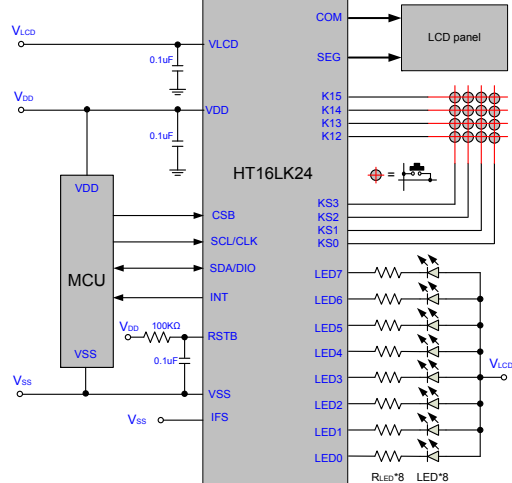 VLCD
VLCD
0.1uF
VDD
VDD
0.1uF
VDD
MCU
VSS
CSB
SCL/CLK
SDA/DIO
INT
VDD
100KΩ
RSTB
0.1uF
VSS
VSS
VSS
IFS
HT16LK24
COM
SEG
LCD panel
K15
K14
K13
K12
=
KS3
KS2
KS1
KS0
LED7
LED6
LED5
LED4
LED3
LED2
LED1
LED0
VLCD
RLED*8
LED*8